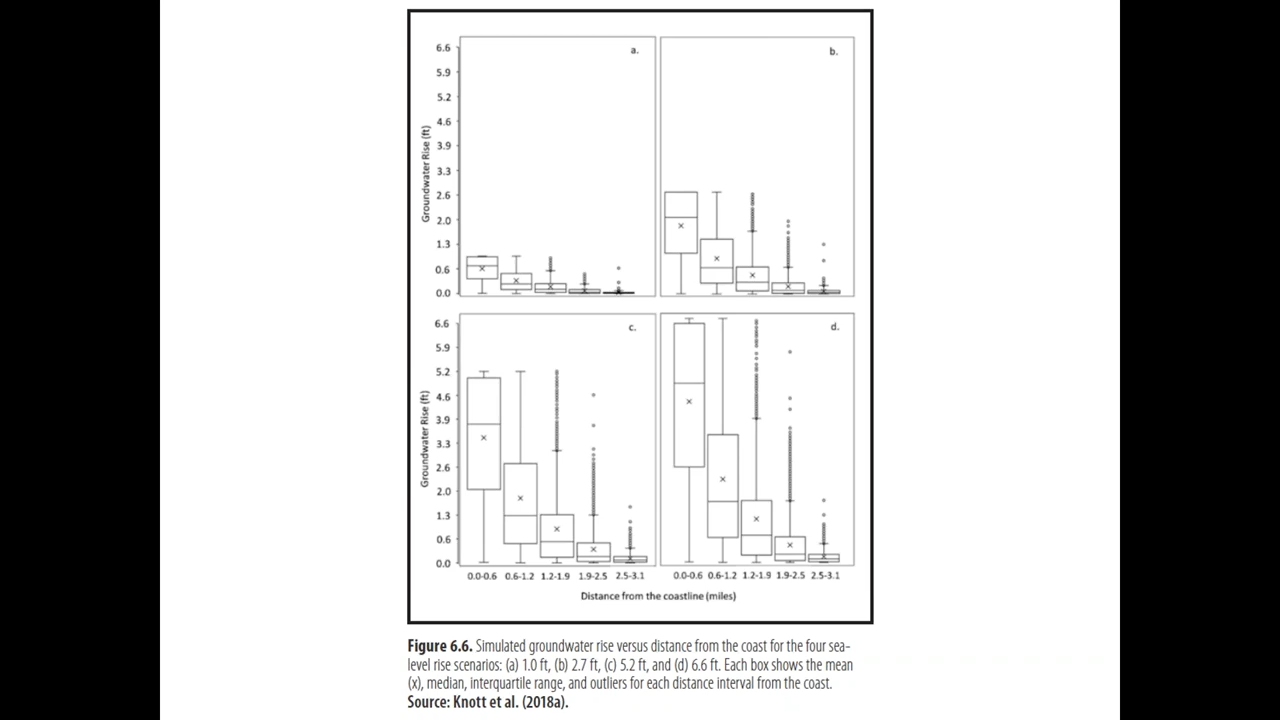 a.
6.6
5.9
5.2
4.6
3.9
3.3
2.6
2.0
1.3
0.6
0.0
Groundwater Rise (ft)
b.
c.
6.6
5.9
5.2
4.6
3.9
3.3
2.6
2.0
1.3
0.6
0.0
Groundwater Rise (ft)
d.
0.0-0.6 0.6-1.2 1.2-1.9 1.9-2.5 2.5-3.1
0.0-0.6 0.6-1.2 1.2-1.9 1.9-2.5 2.5-3.1
Distance from the coastline (miles)
Figure 6.6. Simulated groundwater rise versus distance from the coast for the four sea-
level rise scenarios: (a) 1.0 ft, (b) 2.7 ft, (c) 5.2 ft, and (d) 6.6 ft. Each box shows the mean
(x), median, interquartile range, and outliers for each distance interval from the coast.
Source: Knott et al. (2018a).